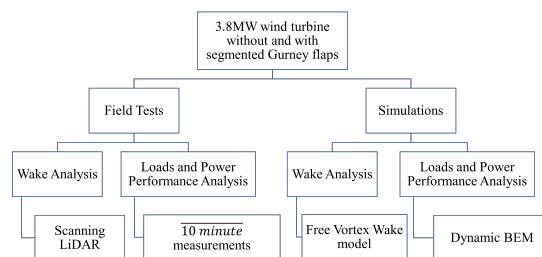 3.8MW wind turbine
without and with
segmented Gurney flaps
Field Tests
Simulations
Wake Analysis
Loads and Power
Performance Analysis
Wake Analysis
Loads and Power
Performance Analysis
Scanning
LiDAR
10 minute
measurements
Free Vortex Wake
model
Dynamic BEM